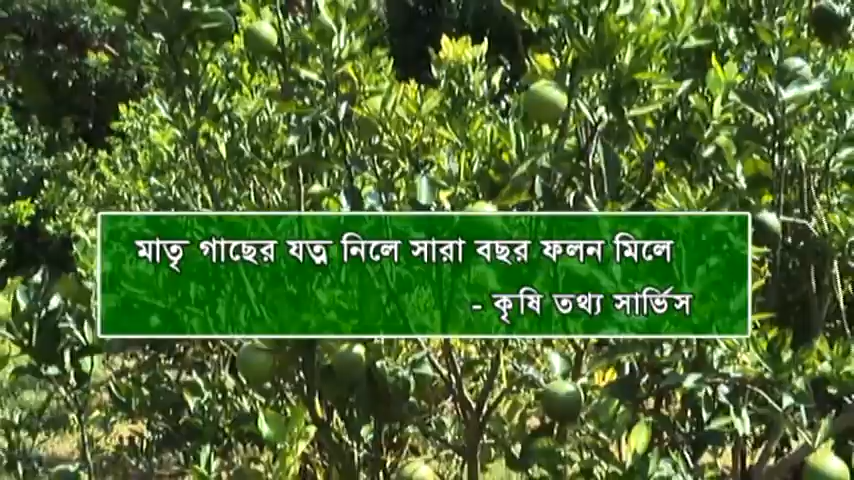 মাতৃ গাছের যত্ন নিলে সারা বছর ফলন মিলে
- কৃষি তথ্য সার্ভিস